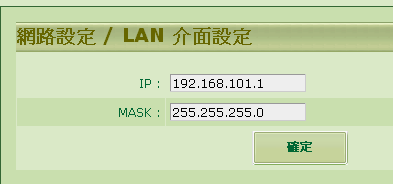 網路設定 / LAN 介面設定
IP : 192.168.101.1
MASK : 255.255.255.0
確定